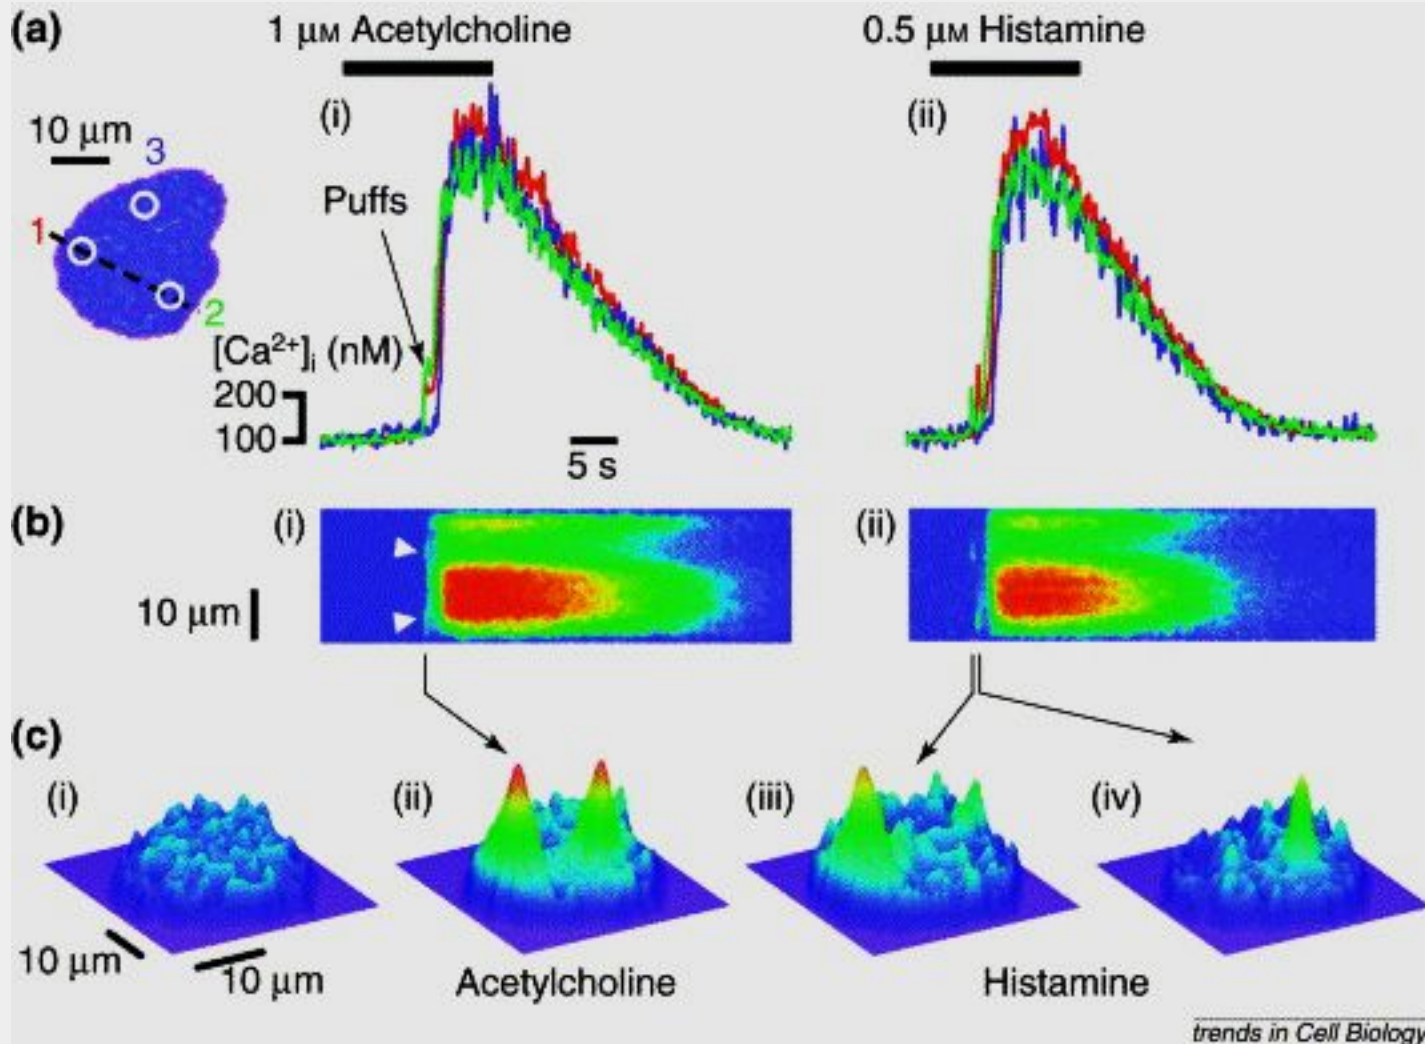 (a)
1 μM Acetylcholine
0.5 μM Histamine
(i)
(ii)
10 μm
3
1
2
Puffs
[Ca²⁺]ᵢ (nM)
200
100
5 s
(b)
(i)
(ii)
10 μm
(c)
(i)
(ii)
(iii)
(iv)
10 μm
10 μm
Acetylcholine
Histamine
trends in Cell Biology